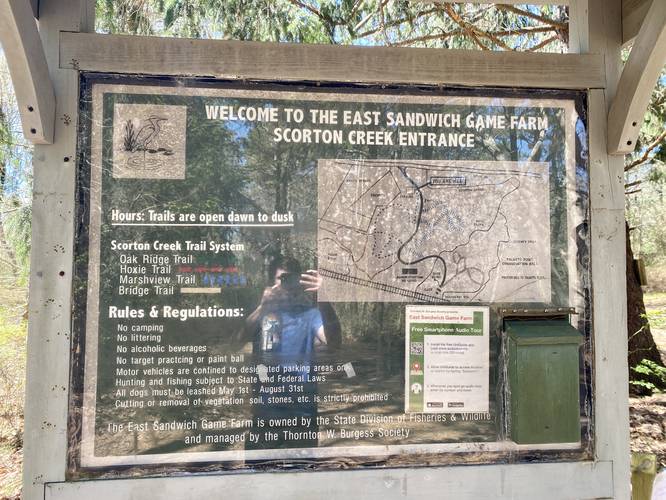 WELCOME TO THE EAST SANDWICH GAME FARM
SCORTON CREEK ENTRANCE
Hours: Trails are open dawn to dusk
Scorton Creek Trail System
Oak Ridge Trail
Hoxie Trail
Marshview Trail
Bridge Trail
Rules & Regulations:
No camping
No littering
No alcoholic beverages
No target practcing or paint ball
Motor vehicles are confined to designated parking areas on
Hunting and fishing subject to State and Federal Laws
All dogs must be leashed May 1st - August 31st
Cutting or removal of vegetation soil, stones, etc. is strictly prohibited
The East Sandwich Game Farm is owned by the State Division of Fisheries & Wildlife
and managed by the Thornton W. Burgess Society
YOU ARE HERE
East Sandwich Game Farm
Free Smartphone Audio Tour